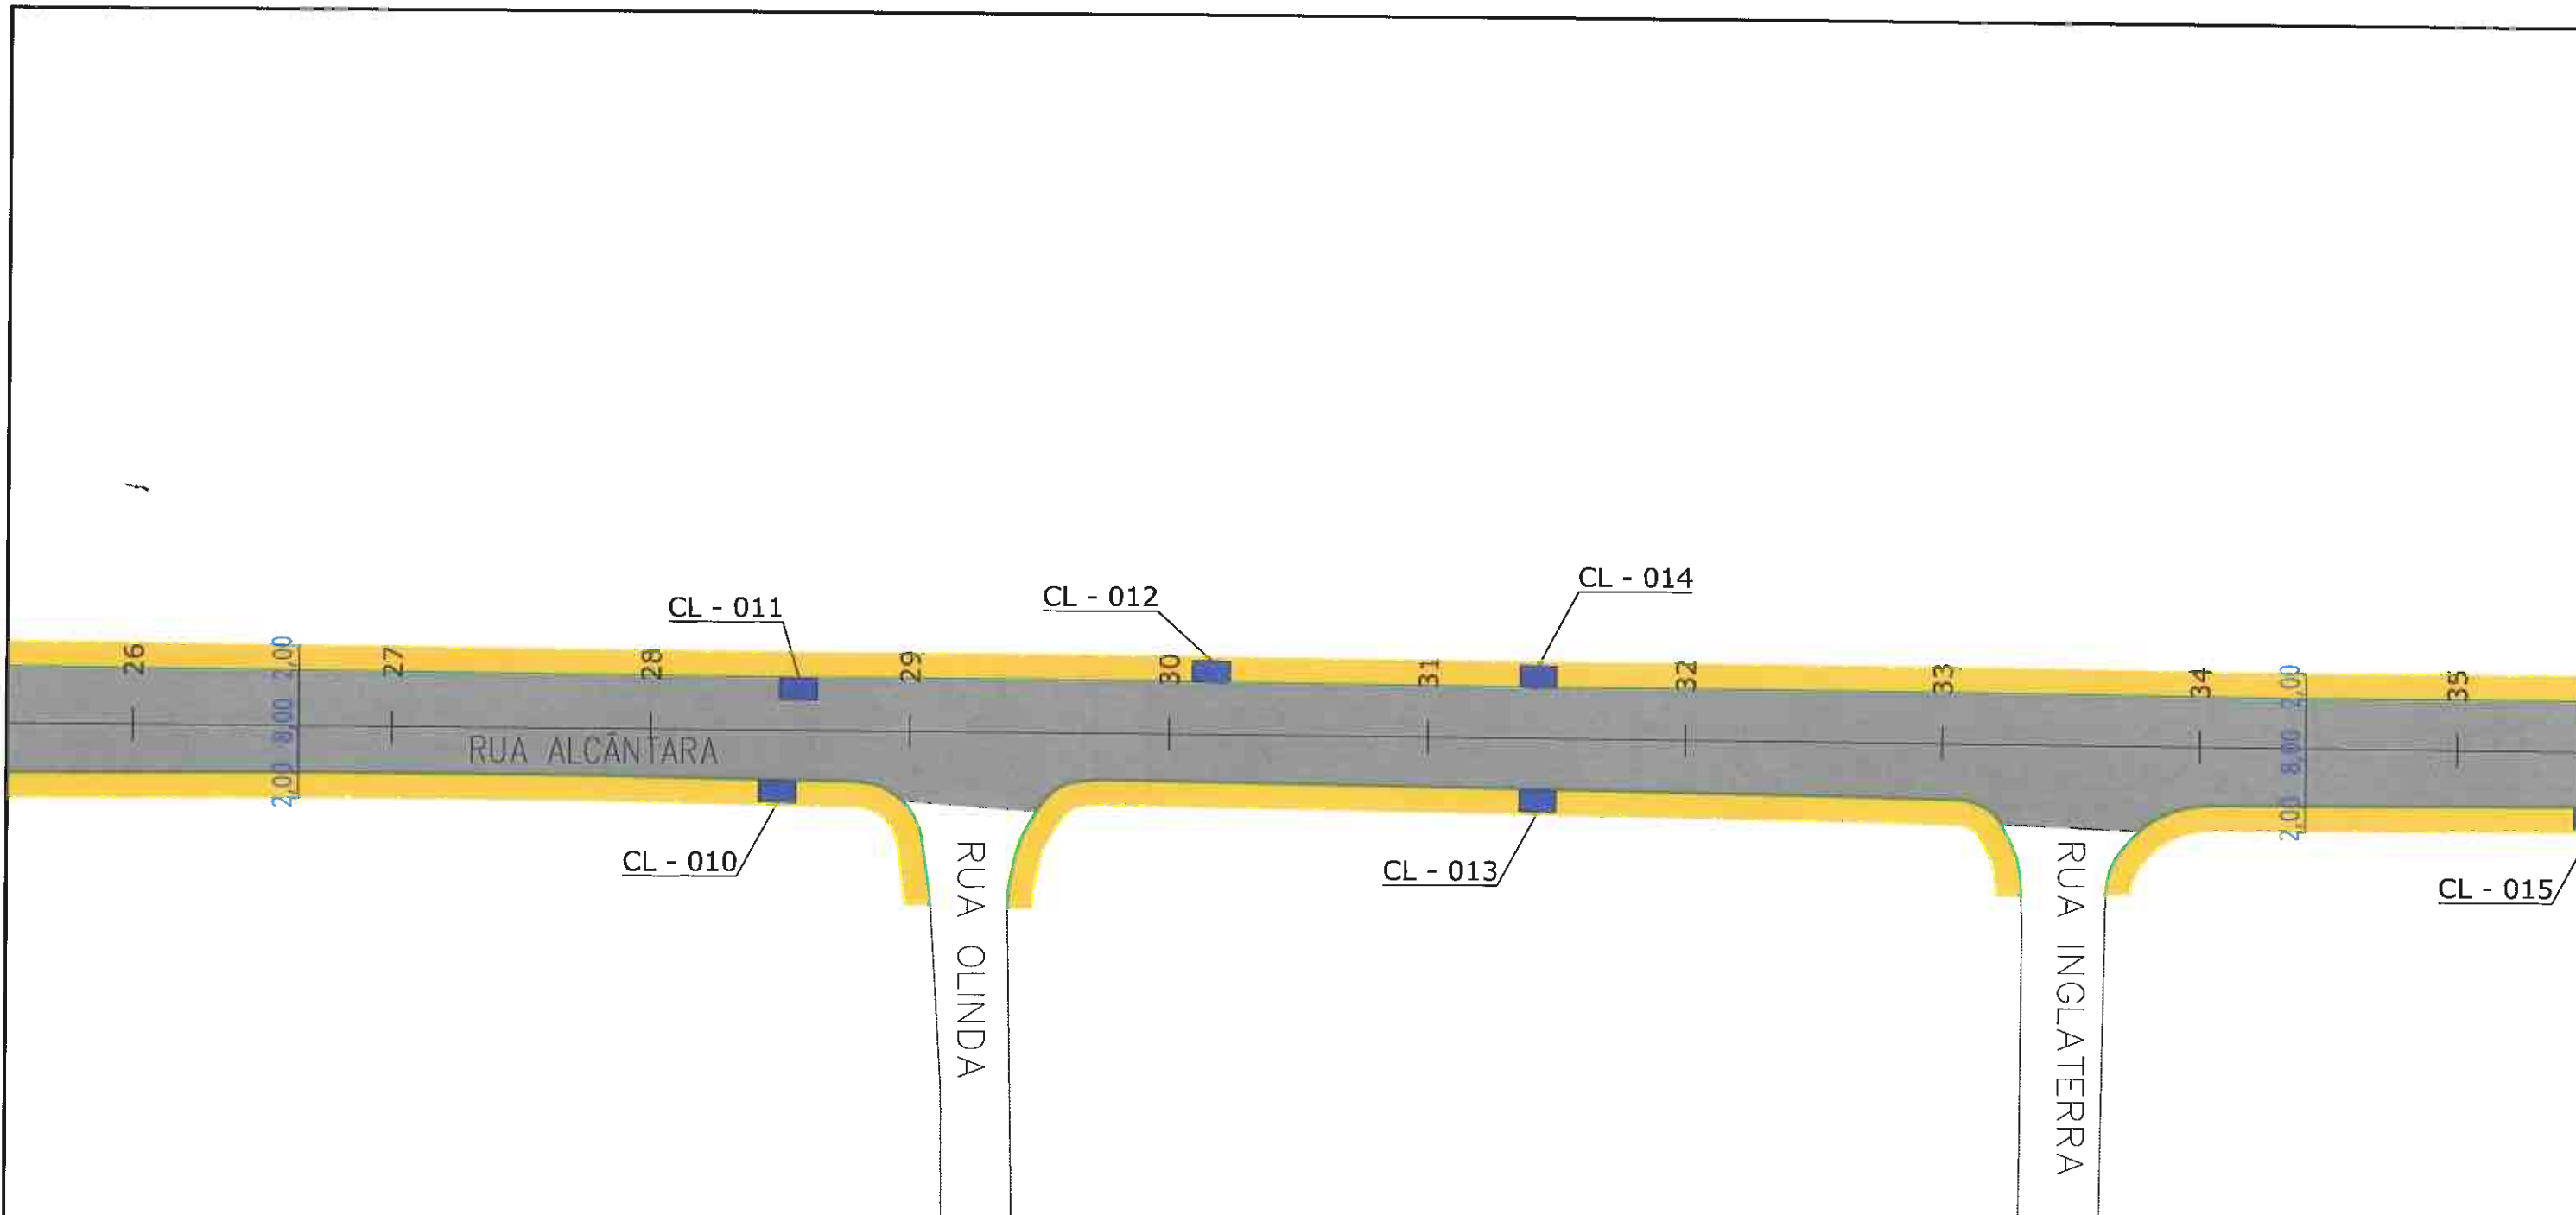 CL - 014
CL - 012
CL - 011
26
2,00
8,00
2,00
27
28
29
30
31
32
33
34
2,00
8,00
2,00
35
RUA ALCÂNTARA
CL - 010
CL - 013
CL - 015
RUA OLINDA
RUA INGLATERRA